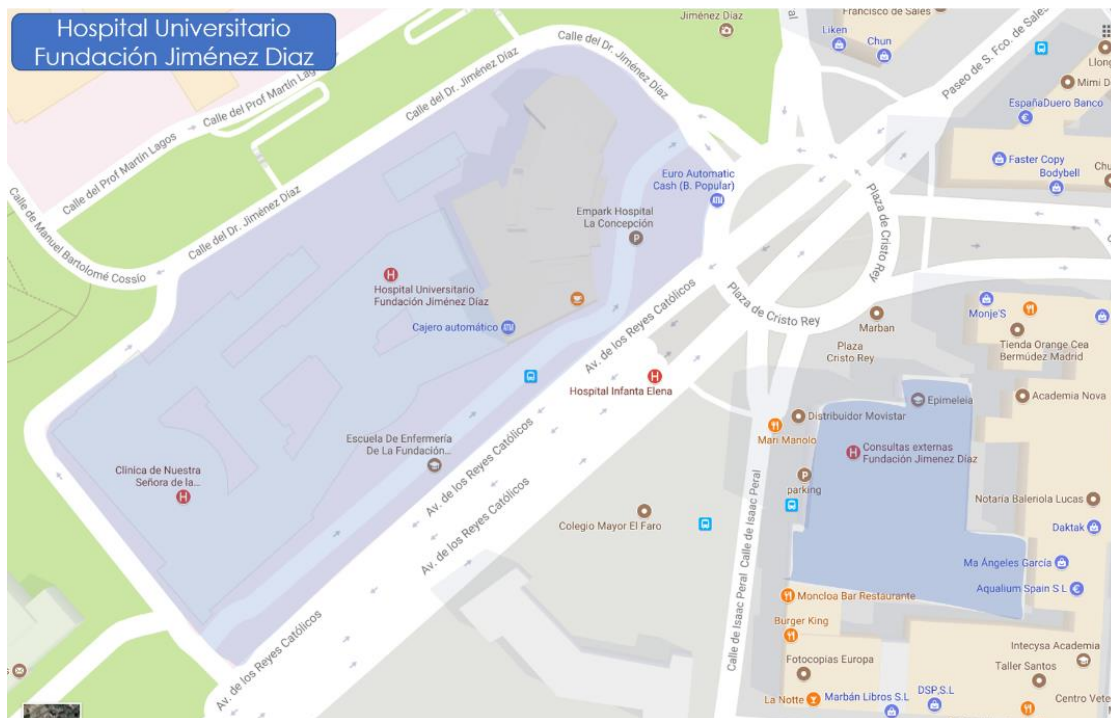 Hospital Universitario
Fundación Jiménez Diaz
Jiménez Díaz
Francisco de Sales
Liken
Chun
Paseo de S. Fco. de Sales
Mimi D
EspañaDuero Banco
Faster Copy
Bodybell
Calle del Dr. Jiménez Díaz
Calle del Dr. Jiménez Díaz
Calle del Dr. Jiménez Díaz
Calle del Dr. Jiménez Díaz
Calle del Prof Martín Lagos
Calle del Prof Martín Lagos
Calle de Manuel Bartolomé Cossío
Euro Automatic
Cash (B. Popular)
Empark Hospital
La Concepción
Plaza de Cristo Rey
Plaza de Cristo Rey
Hospital Universitario
Fundación Jiménez Díaz
Cajero automático
Av. de los Reyes Católicos
Marban
Plaza
Cristo Rey
Monje'S
Tienda Orange Cea
Bermúdez Madrid
Hospital Infanta Elena
Epimeleia
Academia Nova
Distribuidor Movistar
Mari Manolo
Consultas externas
Fundación Jimenez Díaz
Escuela De Enfermería
De La Fundación...
Av. de los Reyes Católicos
Clínica de Nuestra
Señora de la...
parking
Notaria Baleriola Lucas
Colegio Mayor El Faro
Daktak
Av. de los Reyes Católicos
Calle de Isaac Peral
Calle de Isaac Peral
Ma Ángeles García
Aqualium Spain S L
Moncloa Bar Restaurante
Burger King
Av. de los Reyes Católicos
Fotocopias Europa
Intecysa Academia
Taller Santos
La Notte
Marbán Libros S.L
DSP,S.L
Centro Vete